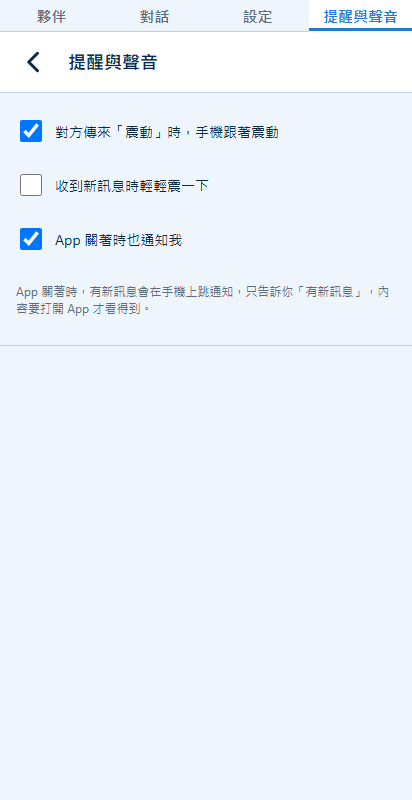 夥伴 對話 設定 提醒與聲音
提醒與聲音
對方傳來「震動」時，手機跟著震動
收到新訊息時輕輕震一下
App 關著時也通知我
App 關著時，有新訊息會在手機上跳通知，只告訴你「有新訊息」，內
容要打開 App 才看得到。